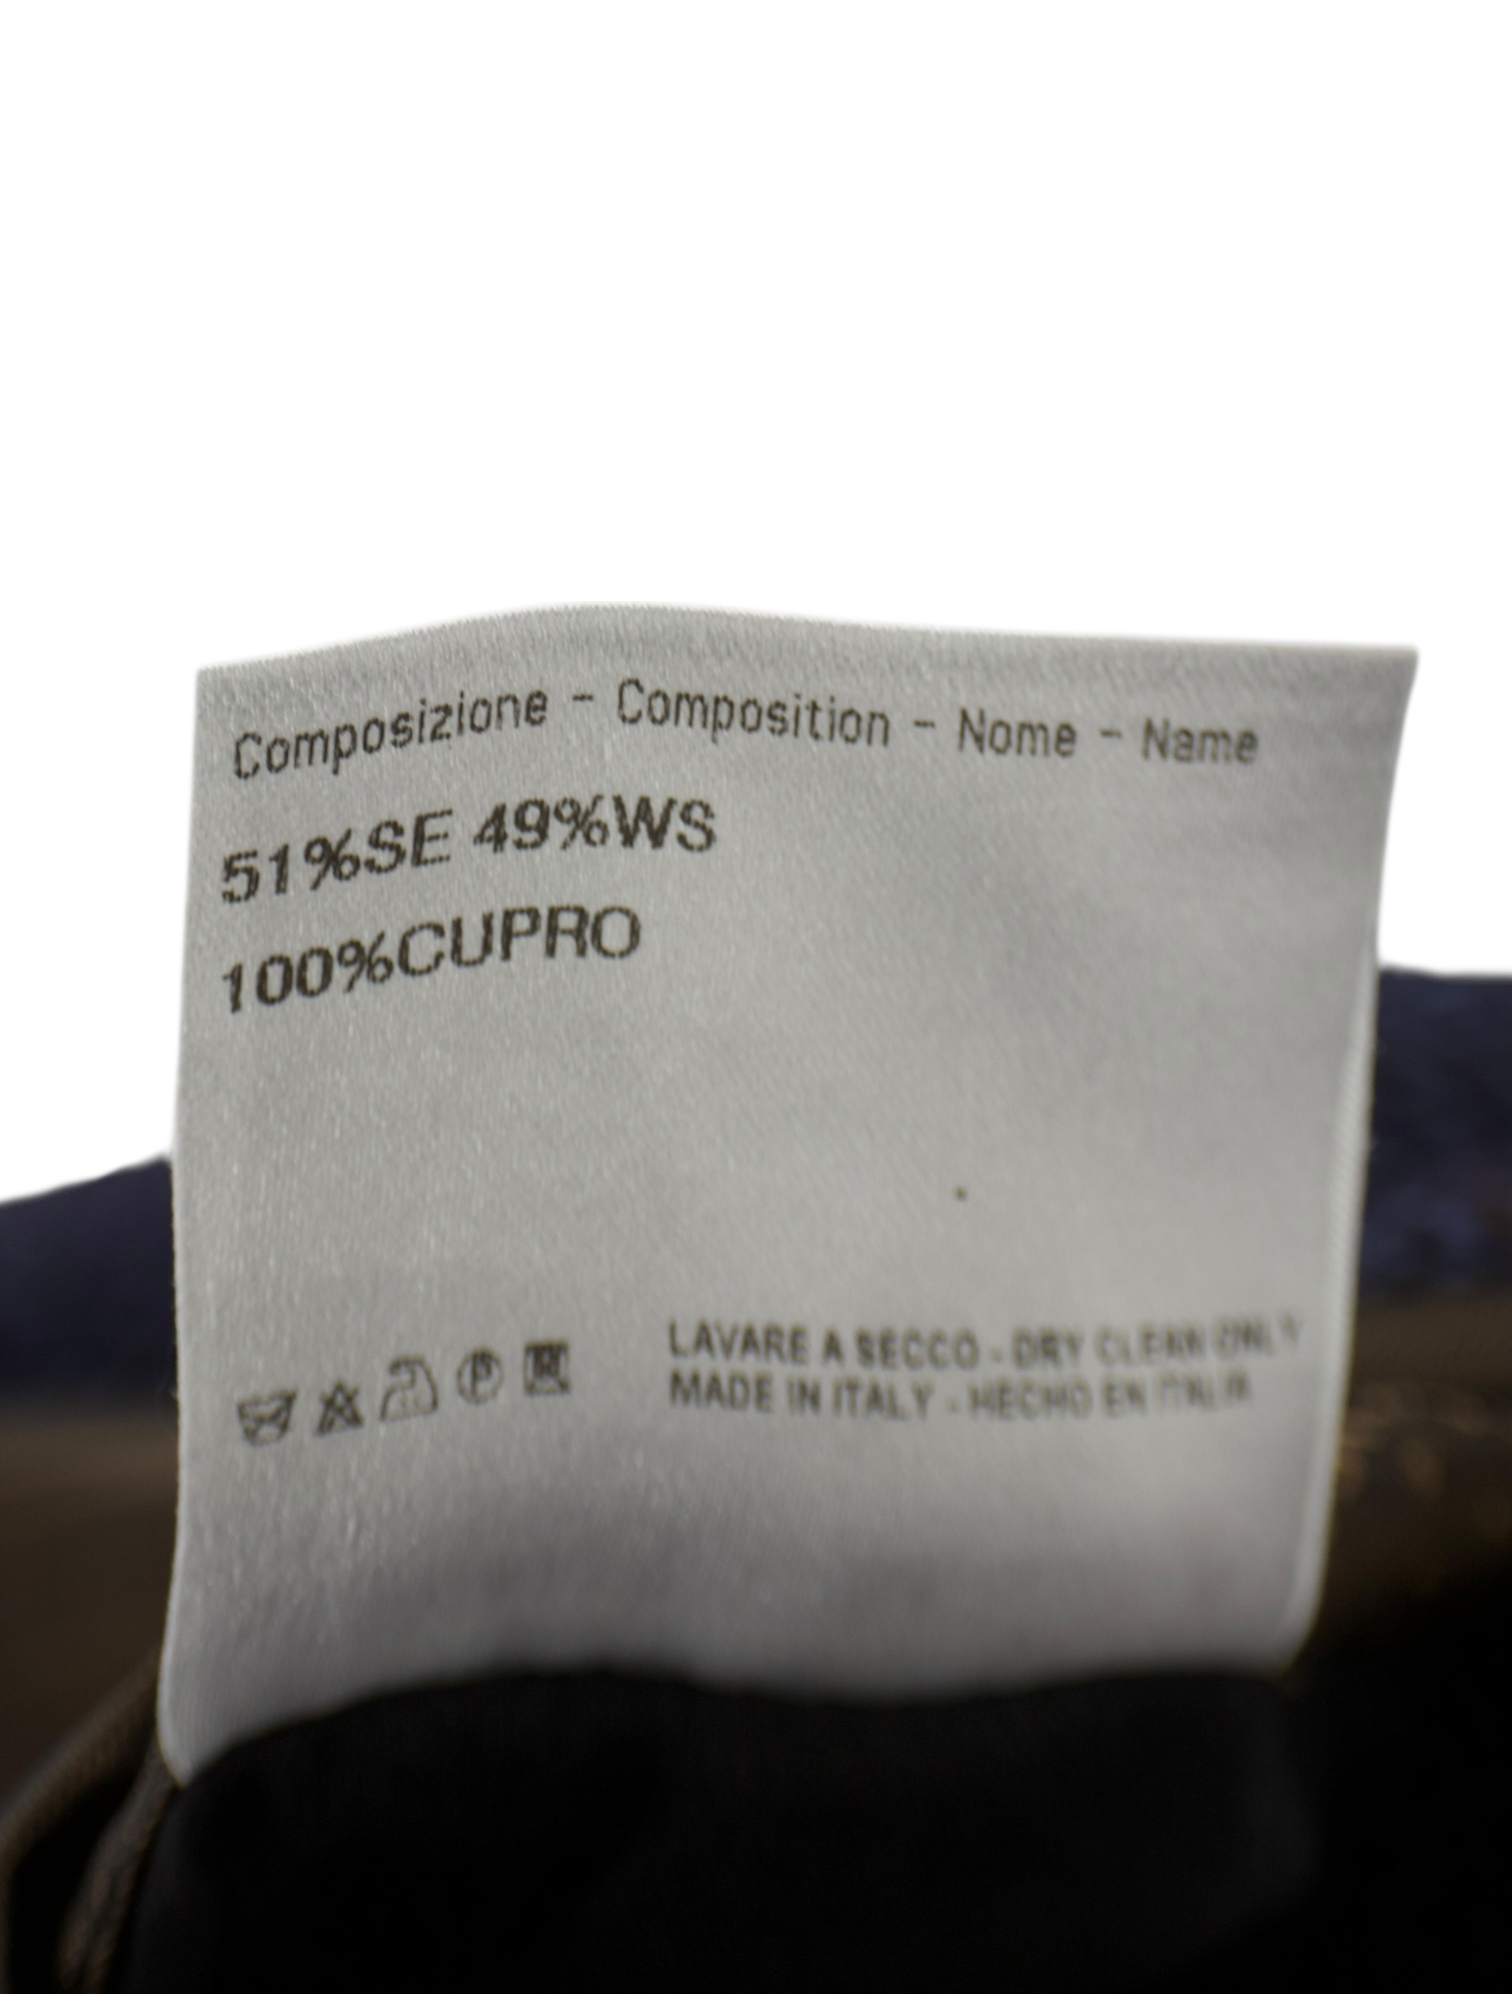 Composizione - Composition - Nome - Name
51%SE 49%WS
100%CUPRO
LAVARE A SECCO - DRY CLEAN ONLY
MADE IN ITALY - HECHO EN ITALIA